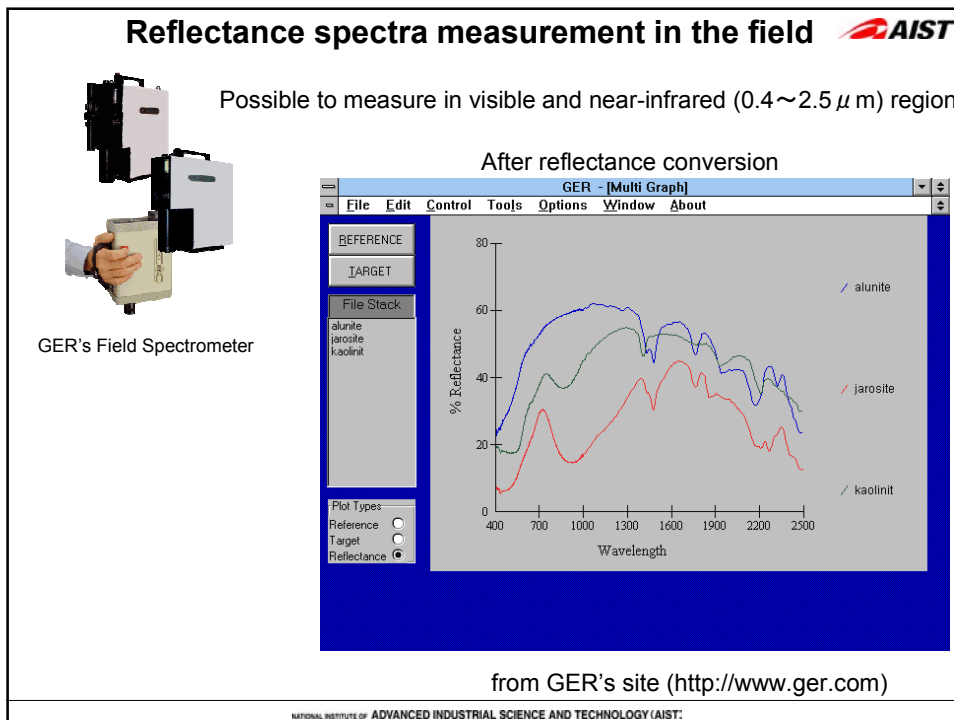 Reflectance spectra measurement in the field
AIST
Possible to measure in visible and near-infrared (0.4～2.5μm) region
After reflectance conversion
GER - [Multi Graph]
File Edit Control Tools Options Window About
REFERENCE
TARGET
File Stack
alunite
jarosite
kaolinit
Plot Types
Reference
Target
Reflectance
% Reflectance
80
60
40
20
0
400 700 1000 1300 1600 1900 2200 2500
Wavelength
alunite
jarosite
kaolinit
GER's Field Spectrometer
from GER's site (http://www.ger.com)
NATIONAL INSTITUTE OF ADVANCED INDUSTRIAL SCIENCE AND TECHNOLOGY (AIST)